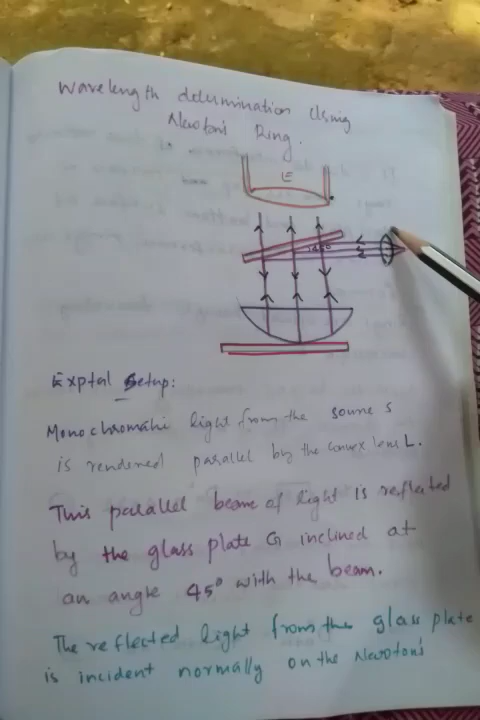 Wavelength determination Using
Newton's Ring.
E
45°
Exptal Setup:
Monochromatic light from the source s
is rendered parallel by the convex lens L.
This parallel beam of light is reflected
by the glass plate G inclined at
an angle 45° with the beam.
The reflected light from the glass plate
is incident normally on the Newton's